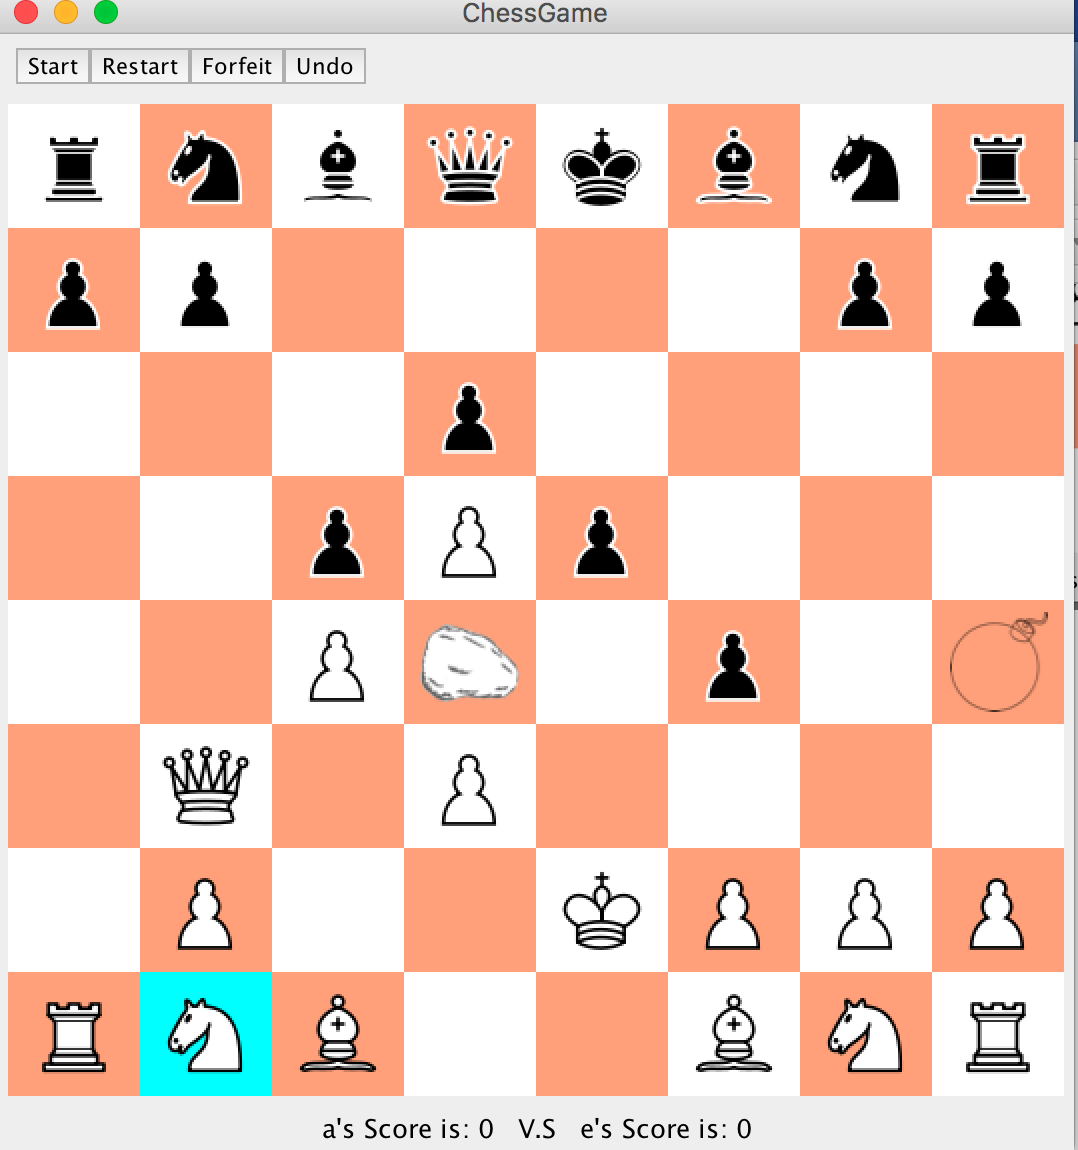 ChessGame
Start Restart Forfeit Undo
a's Score is: 0 V.S e's Score is: 0